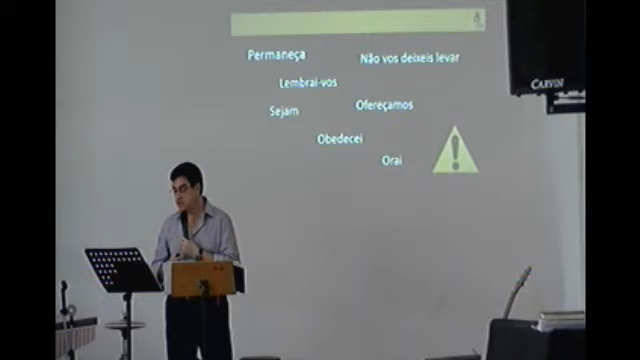 Permaneça
Não vos deixeis levar
Lembrai-vos
Sejam
Ofereçamos
Obedecei
Orai
!
CARVIN